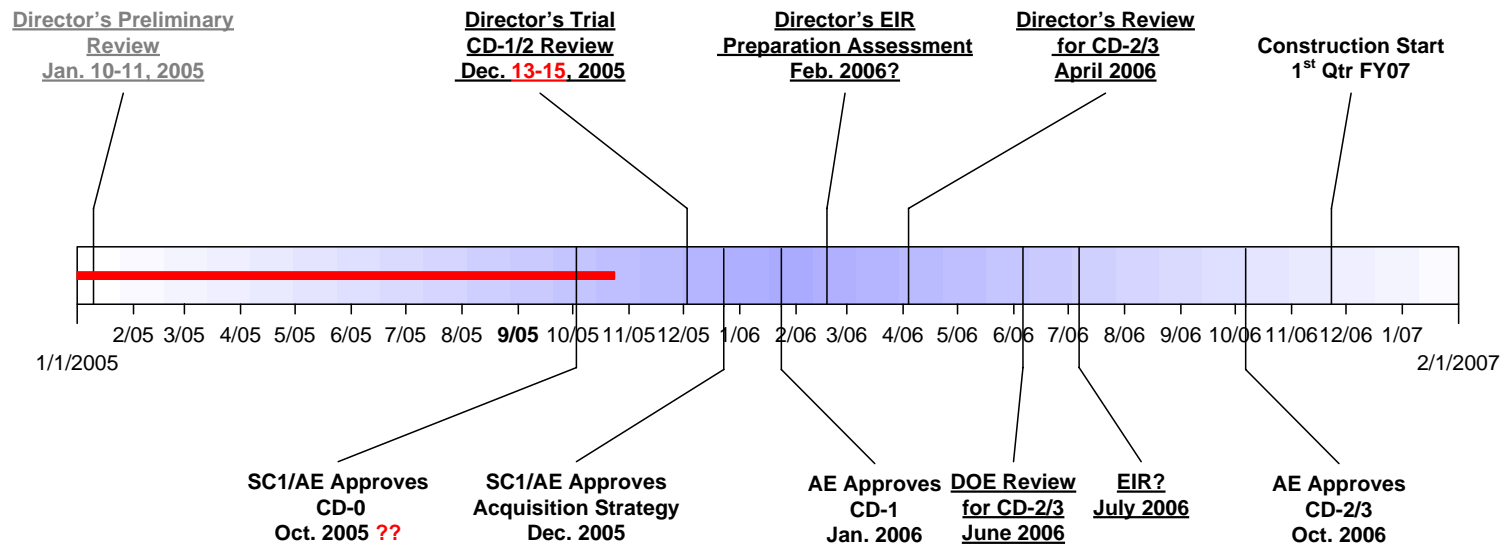 Director's Preliminary
Review
Jan. 10-11, 2005
Director's Trial
CD-1/2 Review
Dec. 13-15, 2005
Director's EIR
Preparation Assessment
Feb. 2006?
Director's Review
for CD-2/3
April 2006
Construction Start
1st Qtr FY07
2/05 3/05 4/05 5/05 6/05 7/05 8/05 9/05 10/05 11/05 12/05 1/06 2/06 3/06 4/06 5/06 6/06 7/06 8/06 9/06 10/06 11/06 12/06 1/07
1/1/2005 2/1/2007
SC1/AE Approves
CD-0
Oct. 2005 ??
SC1/AE Approves
Acquisition Strategy
Dec. 2005
AE Approves
CD-1
Jan. 2006
DOE Review
for CD-2/3
June 2006
EIR?
July 2006
AE Approves
CD-2/3
Oct. 2006